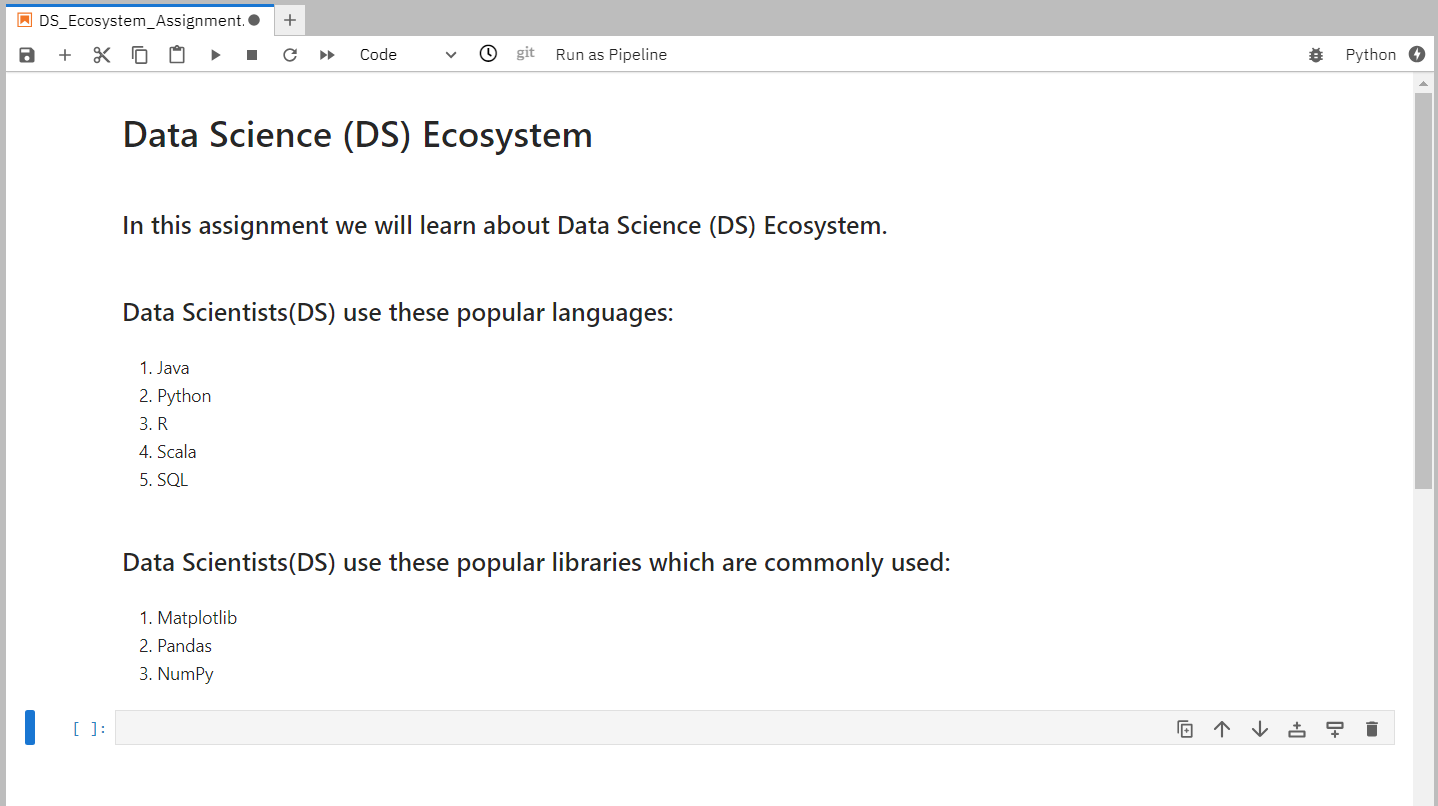 DS_Ecosystem_Assignment.
Code
git
Run as Pipeline
Python
Data Science (DS) Ecosystem
In this assignment we will learn about Data Science (DS) Ecosystem.
Data Scientists(DS) use these popular languages:
1. Java
2. Python
3. R
4. Scala
5. SQL
Data Scientists(DS) use these popular libraries which are commonly used:
1. Matplotlib
2. Pandas
3. NumPy
[ ]: